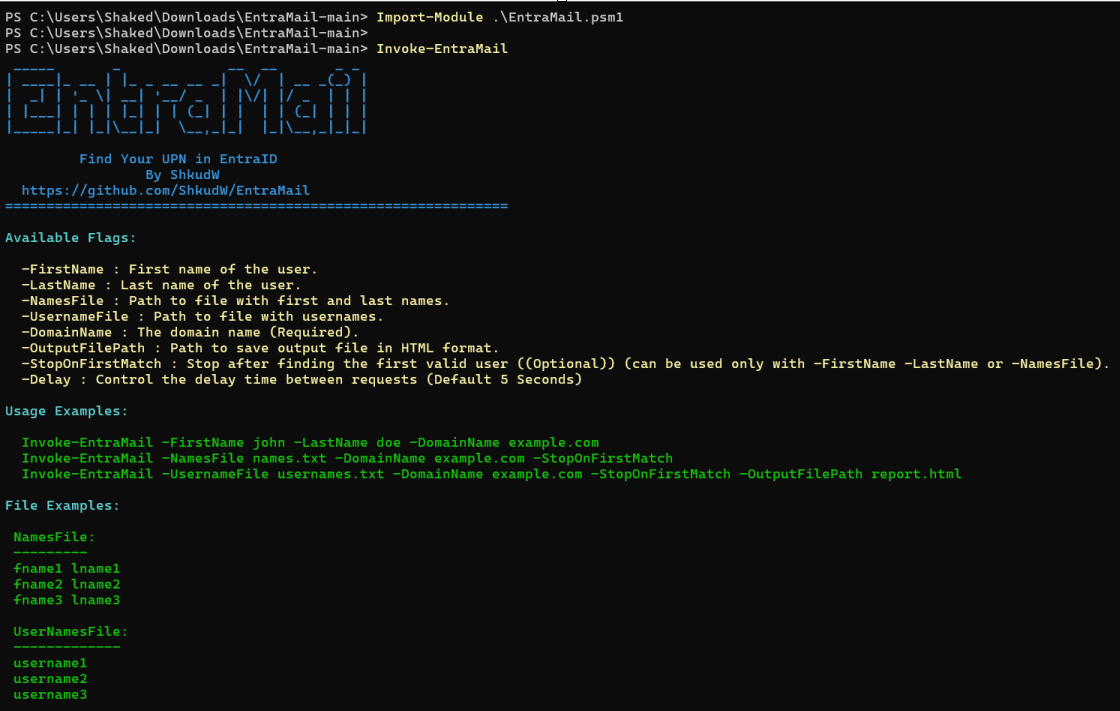 PS C:\Users\Shaked\Downloads\EntraMail-main> Import-Module .\EntraMail.psm1
PS C:\Users\Shaked\Downloads\EntraMail-main>
PS C:\Users\Shaked\Downloads\EntraMail-main> Invoke-EntraMail
EntraMail
Find Your UPN in EntraID
By ShkudW
https://github.com/ShkudW/EntraMail
=============================================================
Available Flags:
-FirstName : First name of the user.
-LastName : Last name of the user.
-NamesFile : Path to file with first and last names.
-UsernameFile : Path to file with usernames.
-DomainName : The domain name (Required).
-OutputFilePath : Path to save output file in HTML format.
-StopOnFirstMatch : Stop after finding the first valid user ((Optional)) (can be used only with -FirstName -LastName or -NamesFile).
-Delay : Control the delay time between requests (Default 5 Seconds)
Usage Examples:
Invoke-EntraMail -FirstName john -LastName doe -DomainName example.com
Invoke-EntraMail -NamesFile names.txt -DomainName example.com -StopOnFirstMatch
Invoke-EntraMail -UsernameFile usernames.txt -DomainName example.com -StopOnFirstMatch -OutputFilePath report.html
File Examples:
NamesFile:
---------
fname1 lname1
fname2 lname2
fname3 lname3
UserNamesFile:
-------------
username1
username2
username3